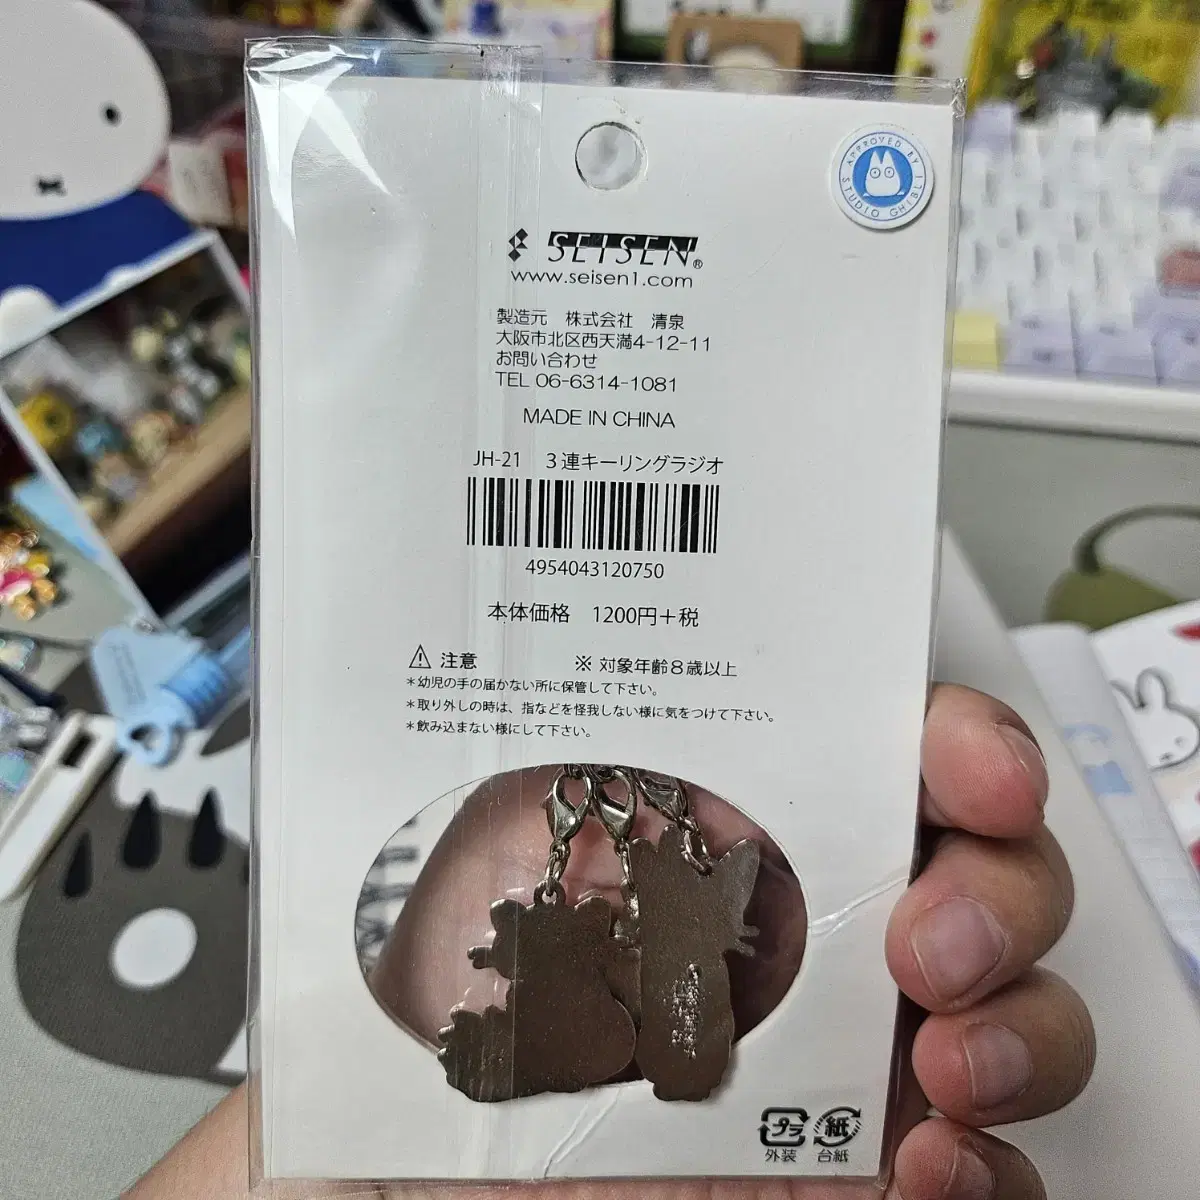 APPROVED BY
STUDIO GHIBLI
SEISEN®
www.seisen1.com
製造元　株式会社　清泉
大阪市北区西天満4-12-11
お問い合わせ
TEL 06-6314-1081
MADE IN CHINA
JH-21　３連キーリングラジオ
4954043120750
本体価格　1200円＋税
⚠ 注意　※ 対象年齢８歳以上
＊幼児の手の届かない所に保管して下さい。
＊取り外しの時は、指などを怪我しない様に気をつけて下さい。
＊飲み込まない様にして下さい。
プラ 紙
外装 台紙